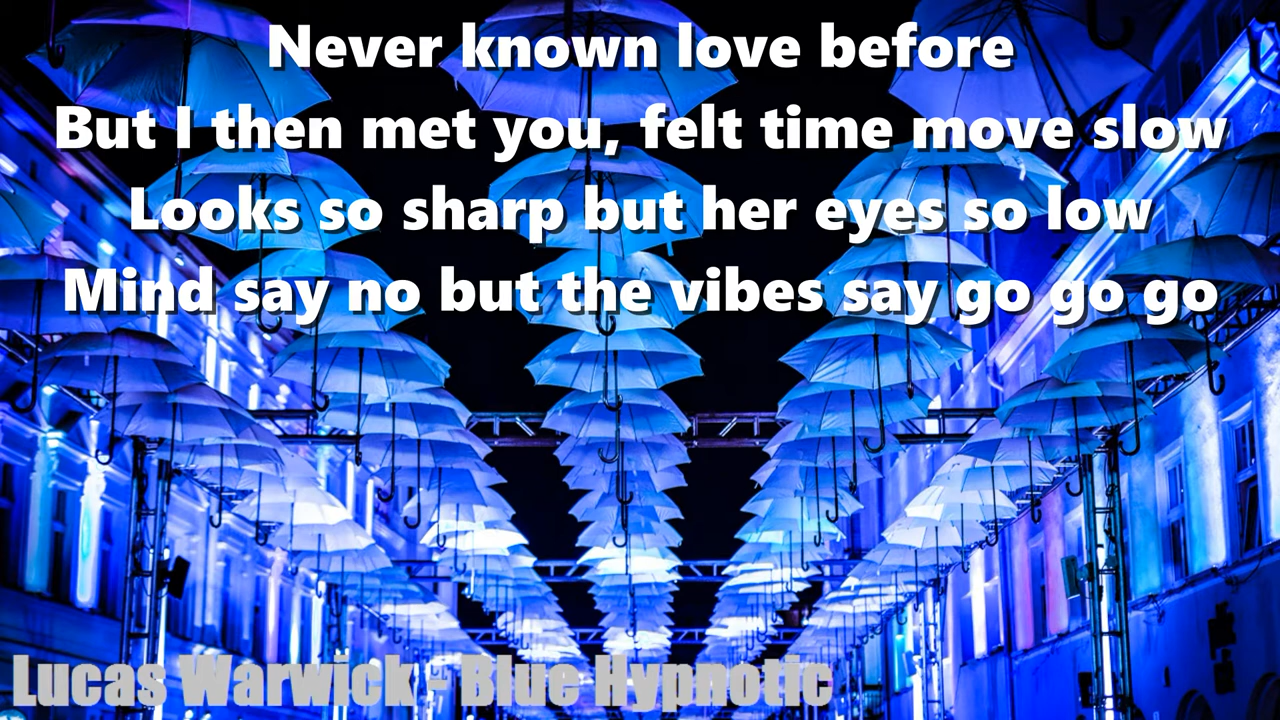 Never known love before
But I then met you, felt time move slow
Looks so sharp but her eyes so low
Mind say no but the vibes say go go go
Lucas Warwick - Blue Hypnotic